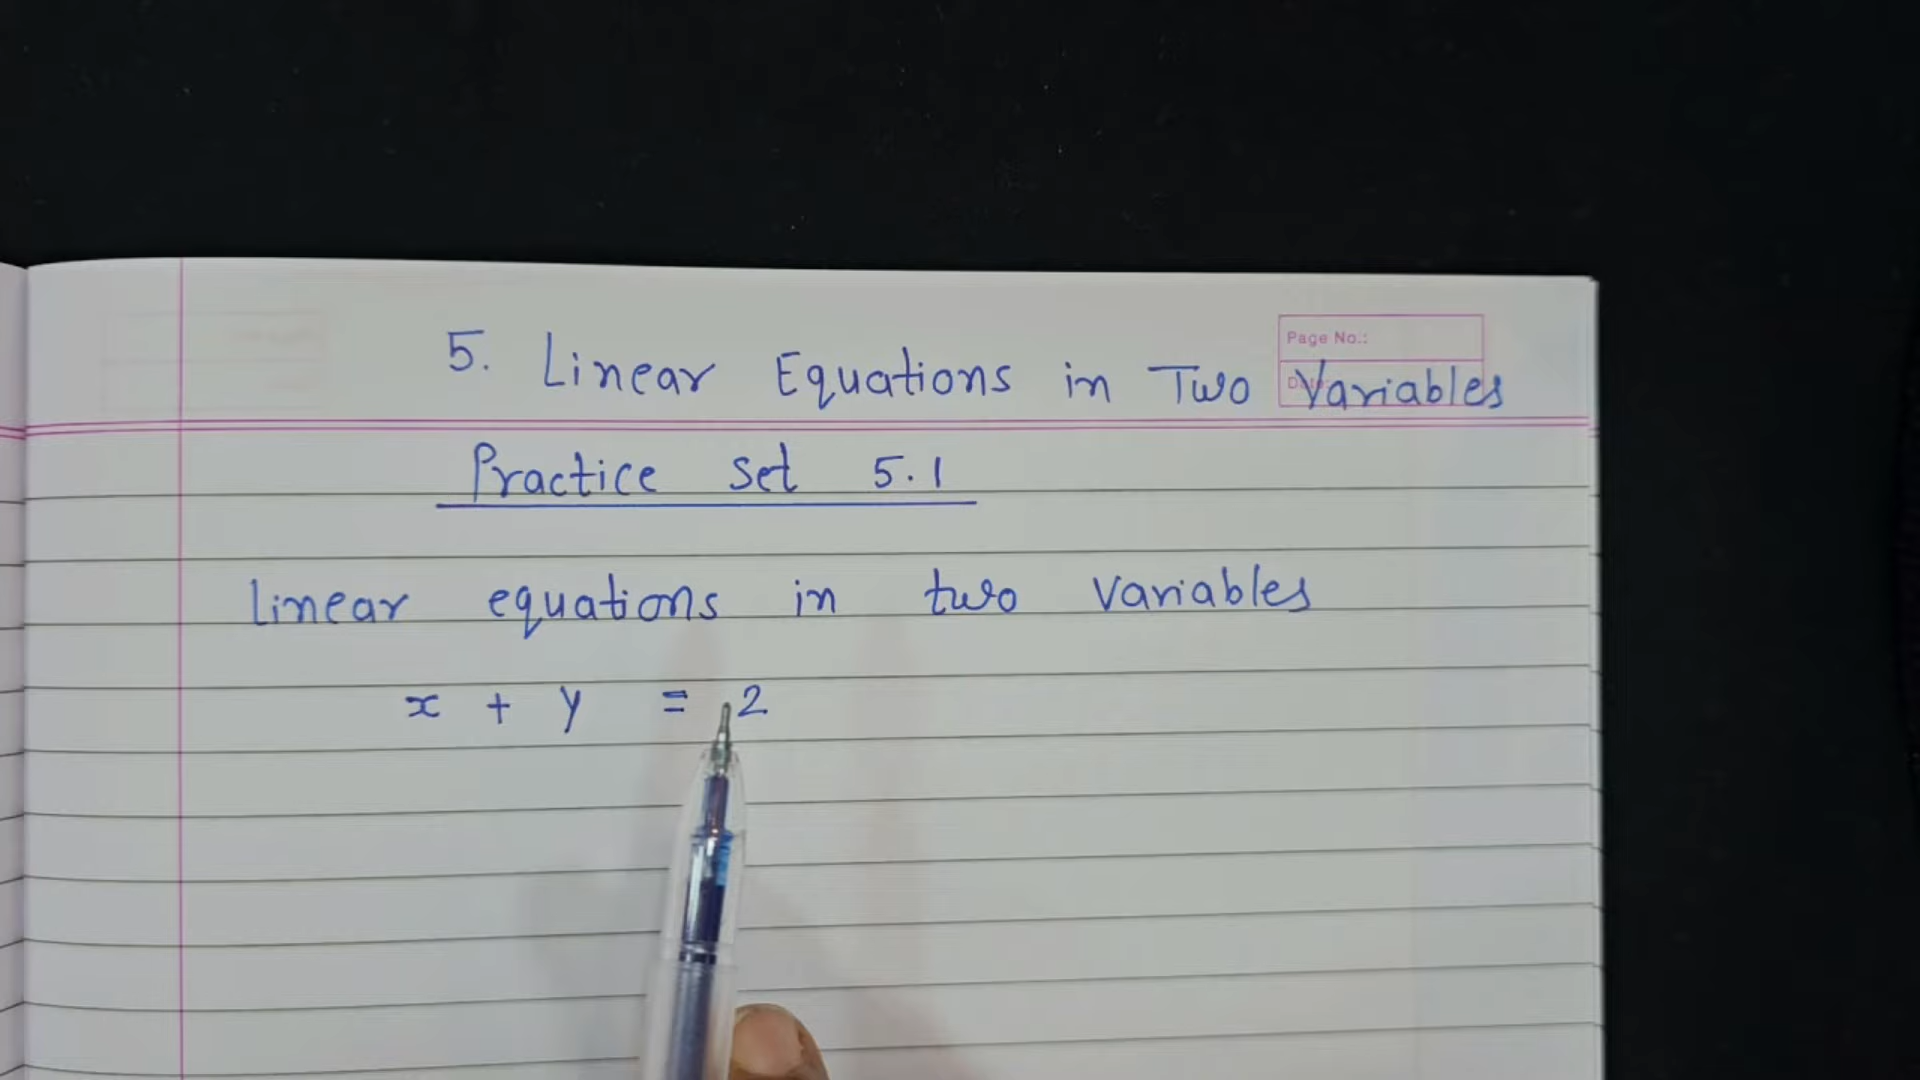 Page No.:
5. Linear Equations in Two Variables
Practice Set 5.1
linear equations in two variables
x + y = 2